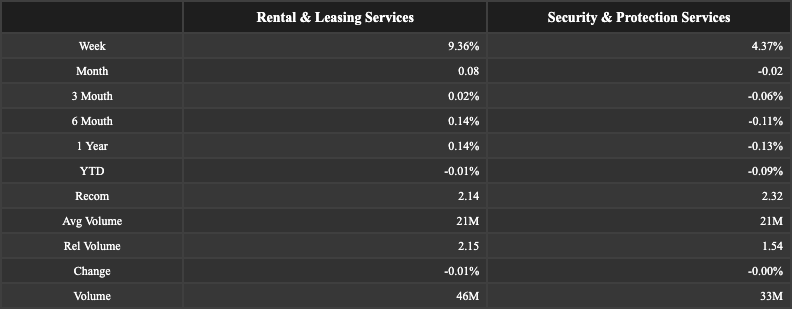 Rental & Leasing Services Security & Protection Services
Week 9.36% 4.37%
Month 0.08 -0.02
3 Mouth 0.02% -0.06%
6 Mouth 0.14% -0.11%
1 Year 0.14% -0.13%
YTD -0.01% -0.09%
Recom 2.14 2.32
Avg Volume 21M 21M
Rel Volume 2.15 1.54
Change -0.01% -0.00%
Volume 46M 33M